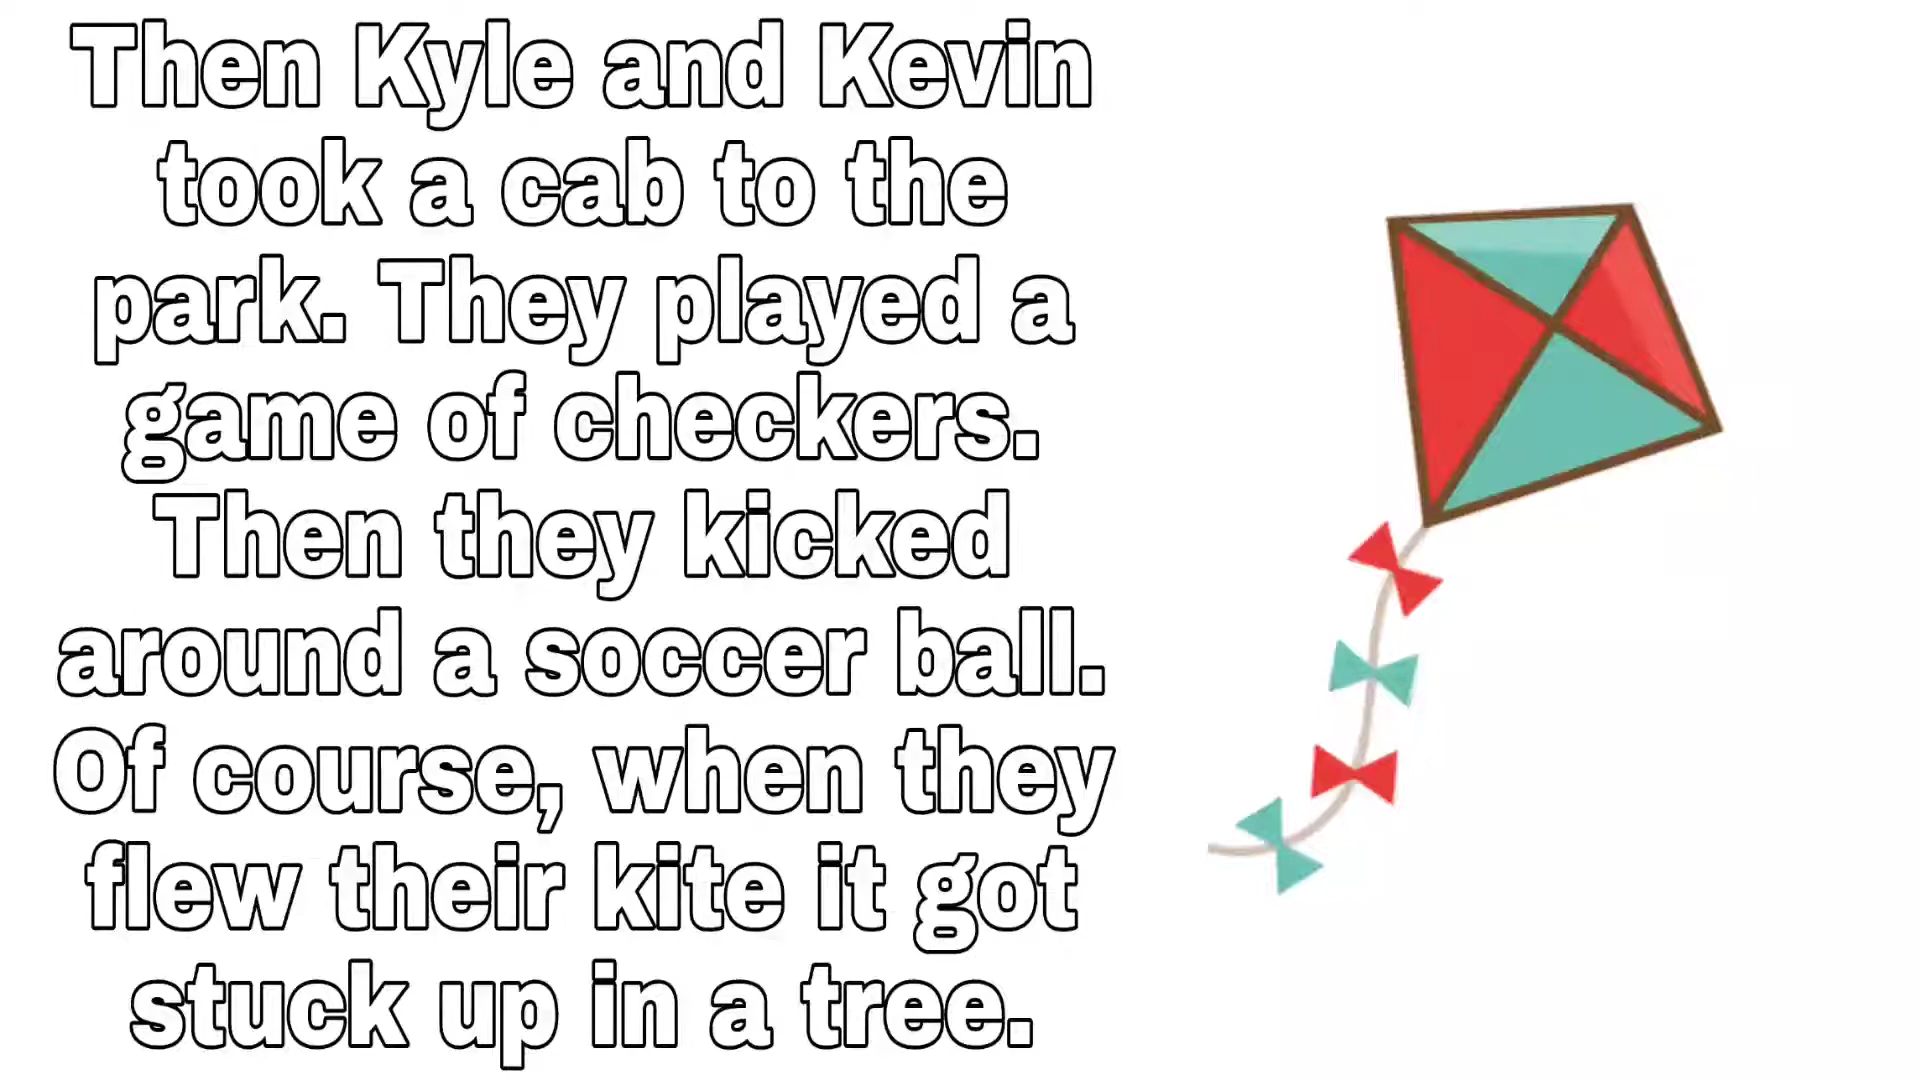 Then Kyle and Kevin
took a cab to the
park. They played a
game of checkers.
Then they kicked
around a soccer ball.
Of course, when they
flew their kite it got
stuck up in a tree.